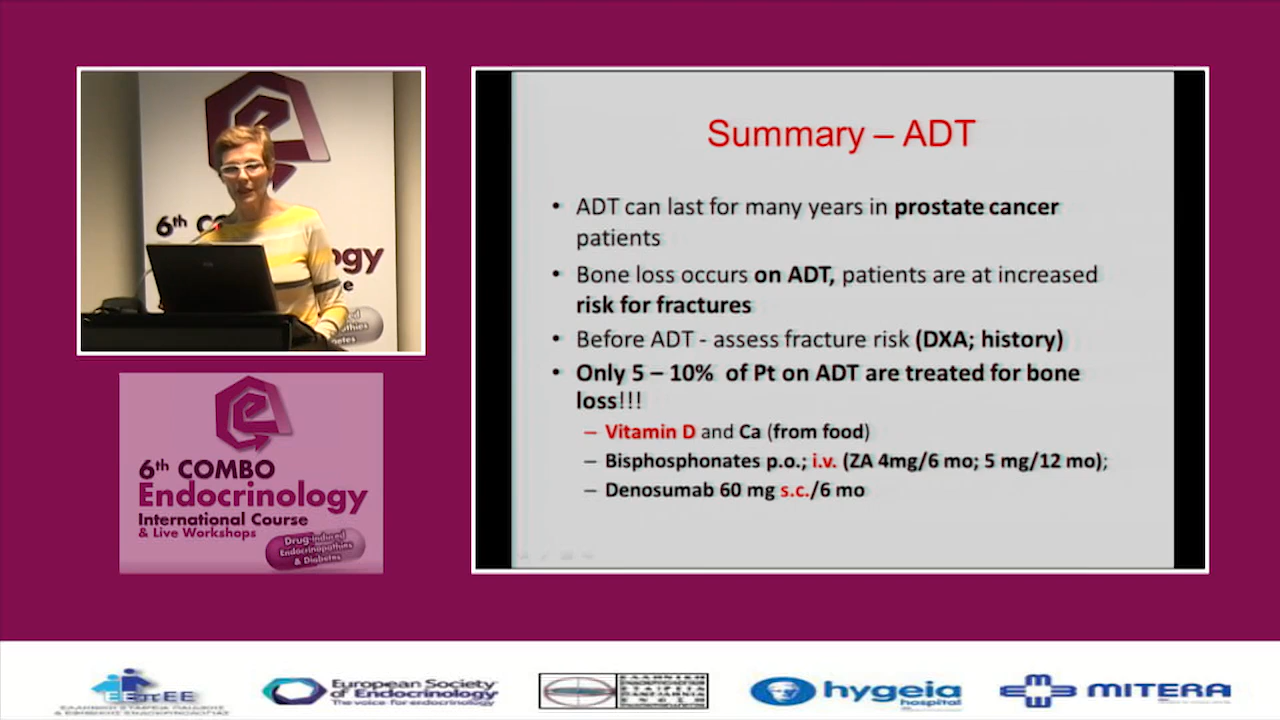 6th CO
ogy
e
Summary – ADT
• ADT can last for many years in prostate cancer
patients
• Bone loss occurs on ADT, patients are at increased
risk for fractures
• Before ADT - assess fracture risk (DXA; history)
• Only 5 – 10% of Pt on ADT are treated for bone
loss!!!
– Vitamin D and Ca (from food)
– Bisphosphonates p.o.; i.v. (ZA 4mg/6 mo; 5 mg/12 mo);
– Denosumab 60 mg s.c./6 mo
6th COMBO
Endocrinology
International Course
& Live Workshops
Drug-induced
Endocrinopathies
& Diabetes
European Society
of Endocrinology
The voice for endocrinology
hygeia
hospital
MITERA